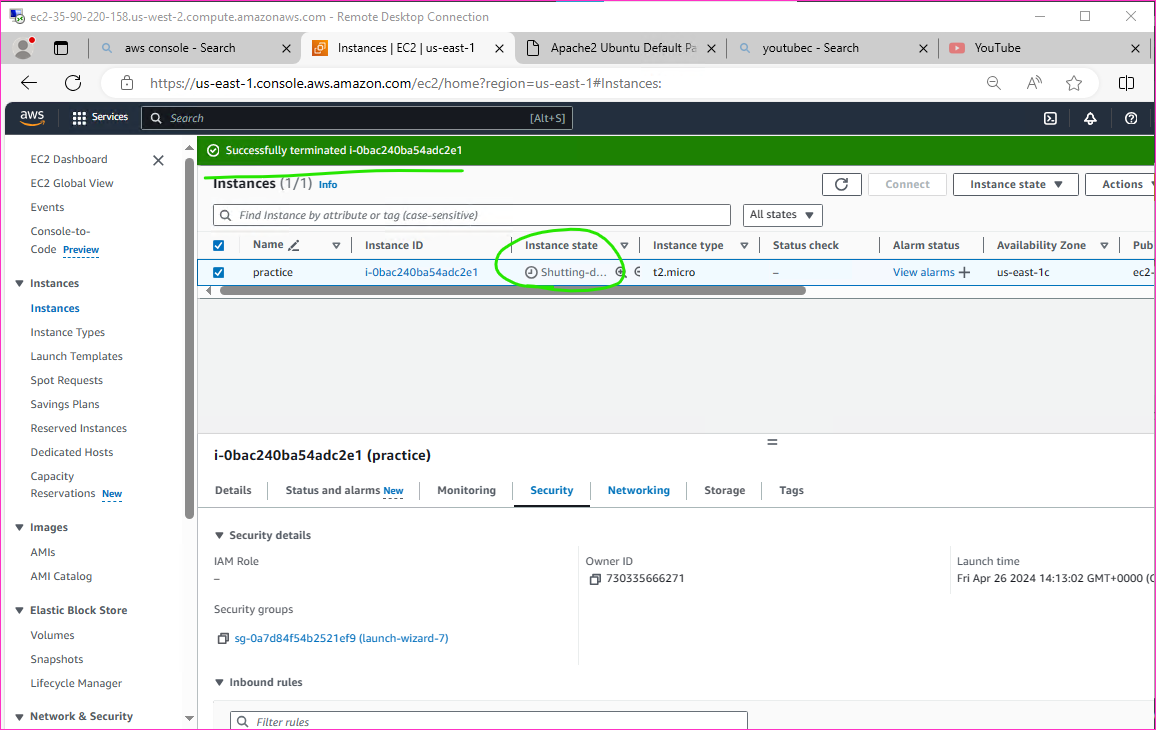 ec2-35-90-220-158.us-west-2.compute.amazonaws.com - Remote Desktop Connection
aws console - Search
Instances | EC2 | us-east-1
Apache2 Ubuntu Default Pa
youtubec - Search
YouTube
https://us-east-1.console.aws.amazon.com/ec2/home?region=us-east-1#Instances:
aws
Services
Search
[Alt+S]
EC2 Dashboard
EC2 Global View
Events
Console-to-
Code Preview
Instances
Instances
Instance Types
Launch Templates
Spot Requests
Savings Plans
Reserved Instances
Dedicated Hosts
Capacity
Reservations New
Images
AMIs
AMI Catalog
Elastic Block Store
Volumes
Snapshots
Lifecycle Manager
Network & Security
Successfully terminated i-0bac240ba54adc2e1
Instances (1/1) Info
Connect
Instance state
Actions
Find Instance by attribute or tag (case-sensitive)
All states
Name Instance ID Instance state Instance type Status check Alarm status Availability Zone Pub
practice i-0bac240ba54adc2e1 Shutting-d... t2.micro – View alarms + us-east-1c ec2-
i-0bac240ba54adc2e1 (practice)
Details Status and alarms New Monitoring Security Networking Storage Tags
Security details
IAM Role
–
Owner ID
730335666271
Launch time
Fri Apr 26 2024 14:13:02 GMT+0000 (
Security groups
sg-0a7d84f54b2521ef9 (launch-wizard-7)
Inbound rules
Filter rules